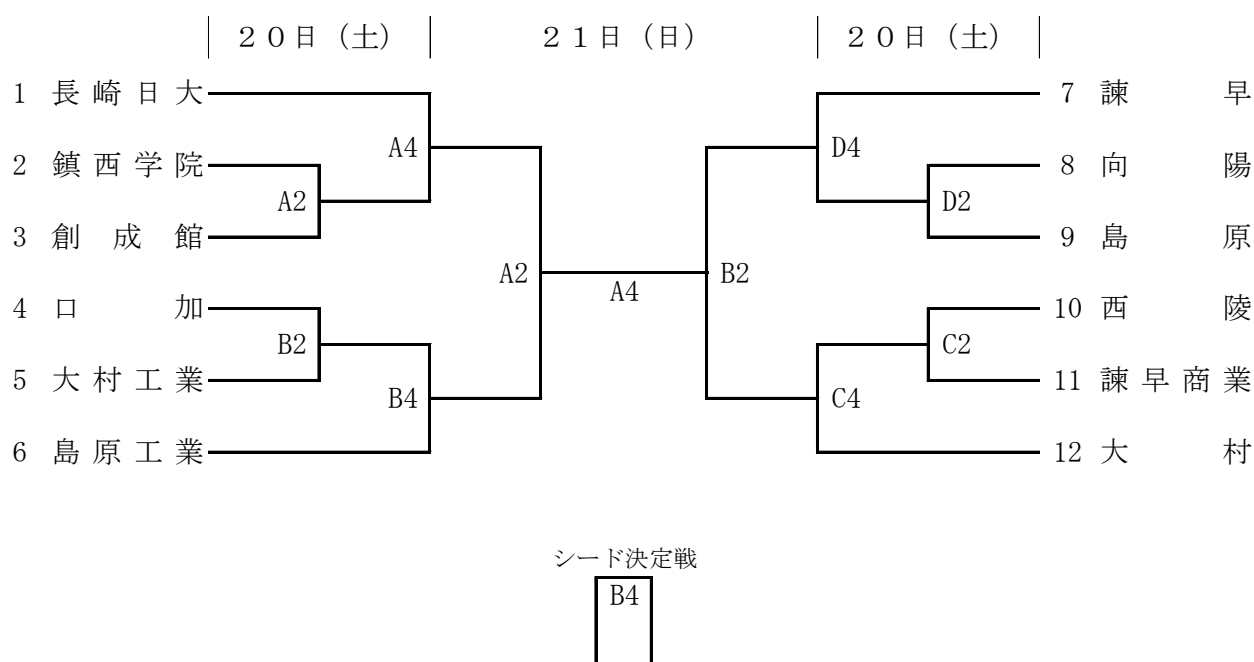 ２０日（土） ２１日（日） ２０日（土）
1 長崎日大 7 諫早
A4 D4
2 鎮西学院 8 向陽
A2 D2
3 創成館 9 島原
A2 A4 B2
4 口加 10 西陵
B2 C2
5 大村工業 11 諫早商業
B4 C4
6 島原工業 12 大村
シード決定戦
B4